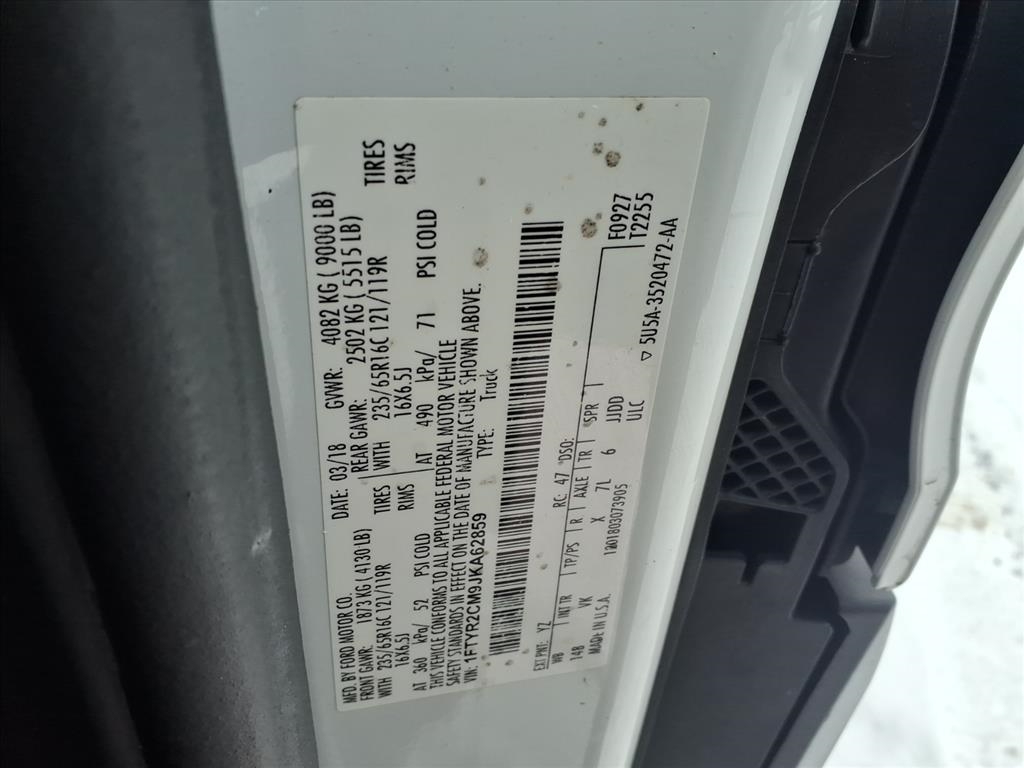 MFD. BY FORD MOTOR CO. DATE: 03/18 GVWR: 4082 KG ( 9000 LB)
FRONT GAWR: 1873 KG (4130 LB) REAR GAWR: 2502 KG ( 5515 LB)
WITH 235/65R16C 121/119R TIRES WITH 235/65R16C 121/119R TIRES
16X6.5J RIMS 16X6.5J RIMS
AT 360 kPa/ 52 PSI COLD AT 490 kPa/ 71 PSI COLD
THIS VEHICLE CONFORMS TO ALL APPLICABLE FEDERAL MOTOR VEHICLE
SAFETY STANDARDS IN EFFECT ON THE DATE OF MANUFACTURE SHOWN ABOVE.
VIN: 1FTYR2CM9JKA62859 TYPE: Truck
EXT PNT: YZ RC: 47 DSO:
WB INT TR TP/PS R AXLE TR SPR F0927
148 VK X 7L 6 JJDD T2255
MADE IN U.S.A. ULC
1201803073905 ▽ 5U5A-3520472-AA